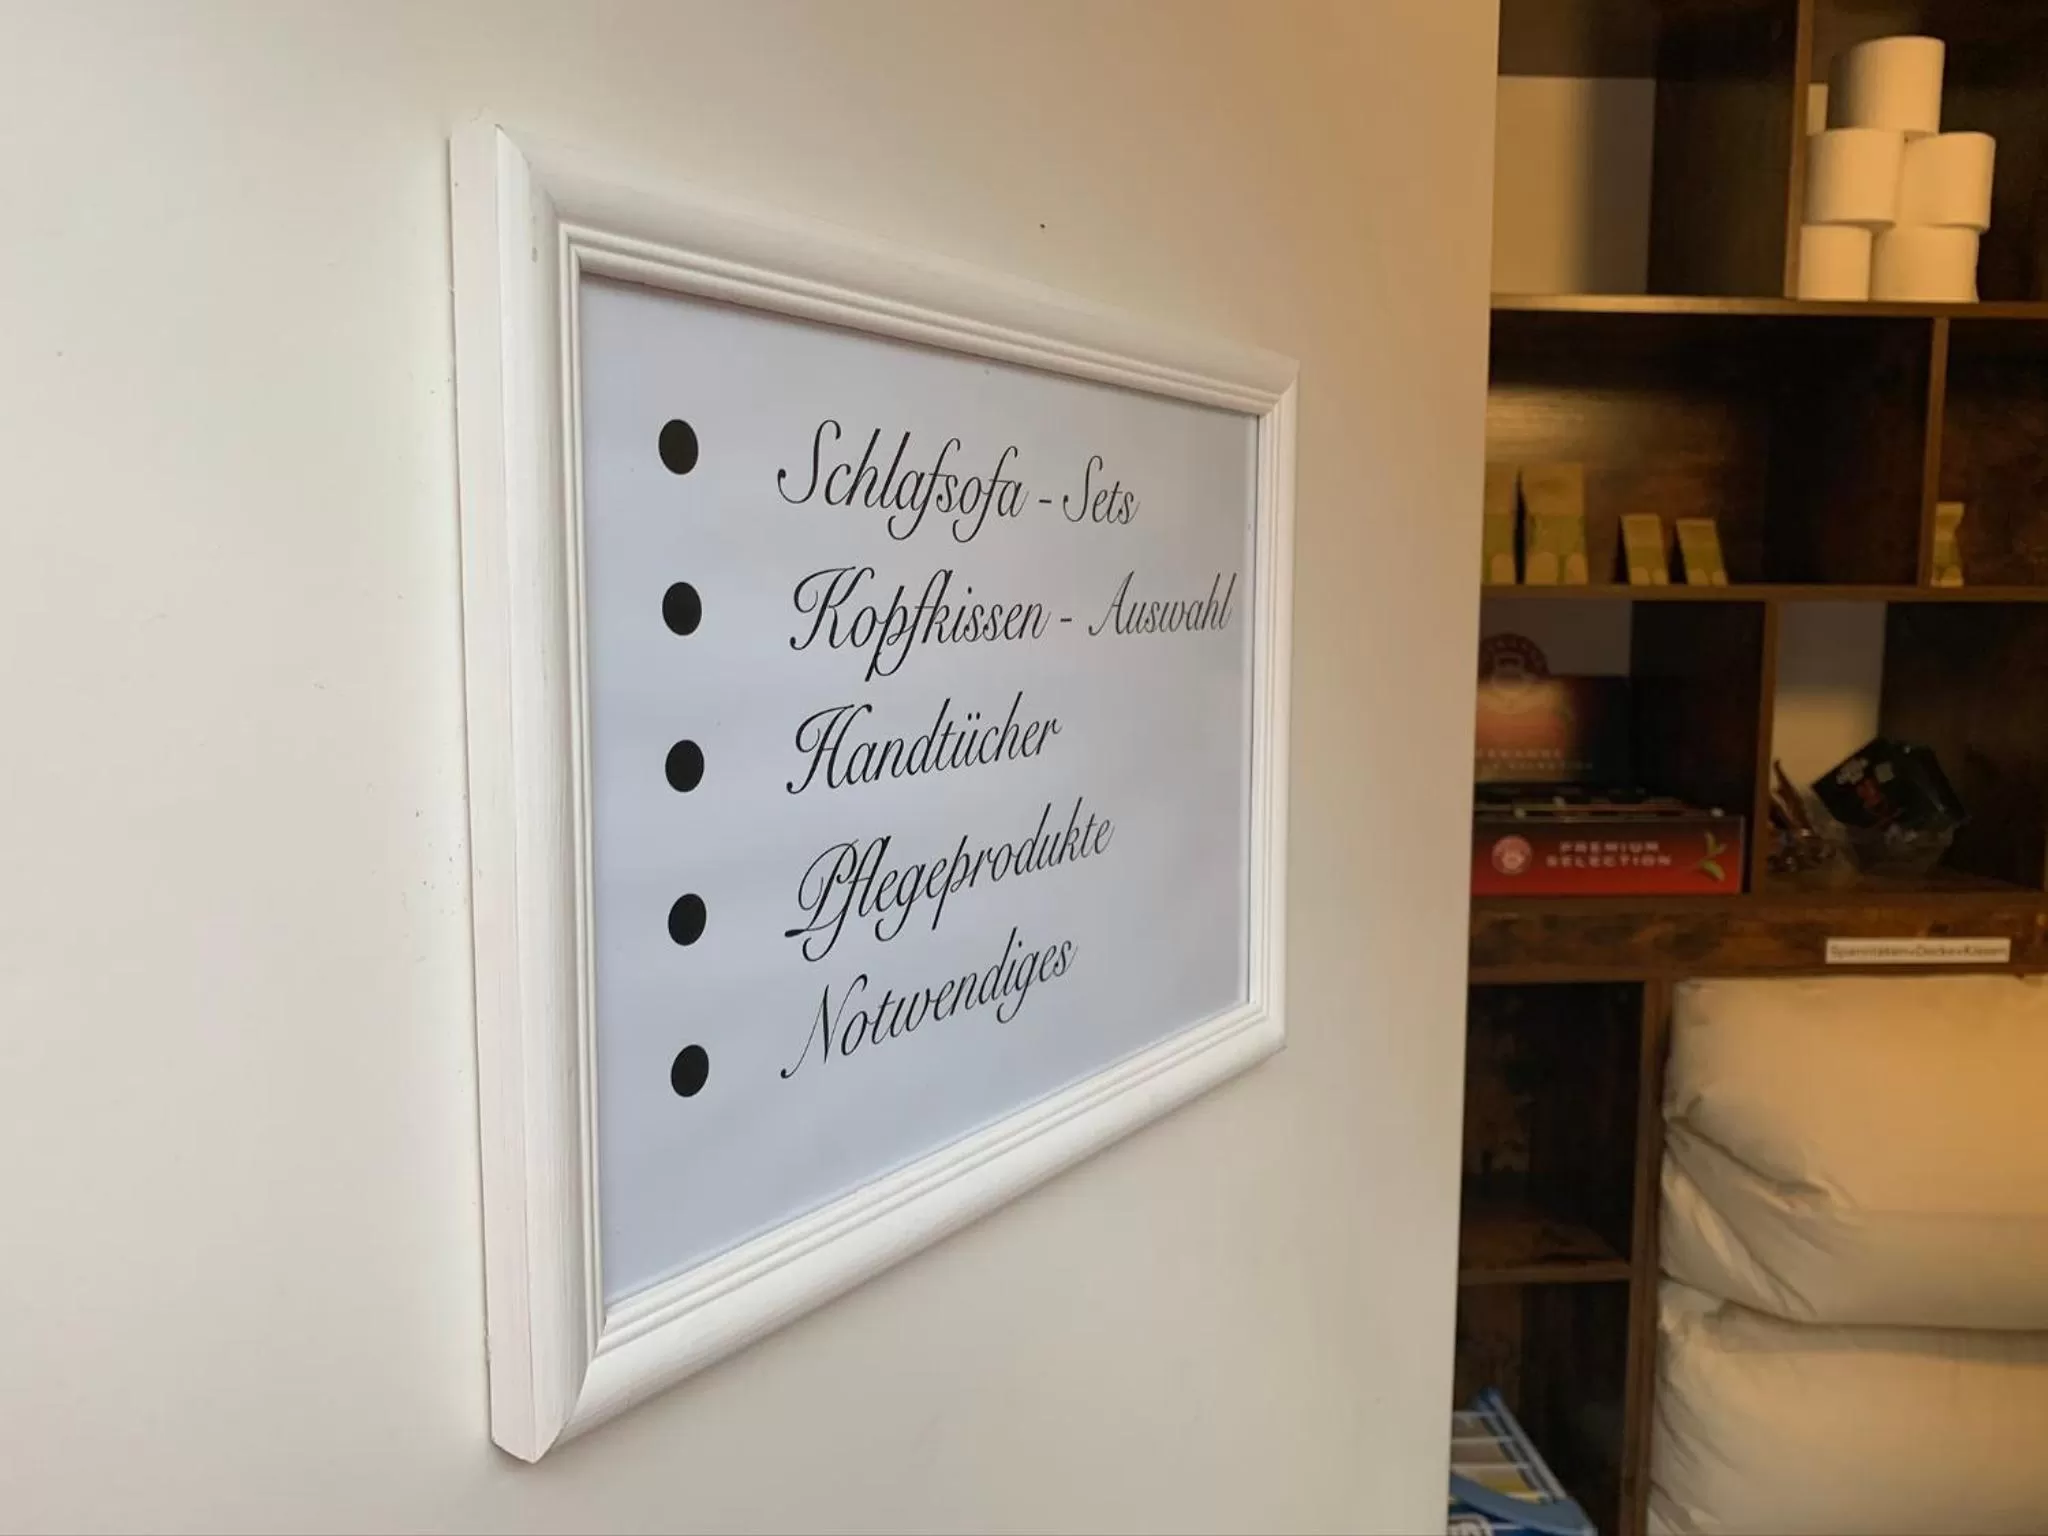 Schlafsofa - Sets
Kopfkissen - Auswahl
Handtücher
Pflegeprodukte
Notwendiges
PREMIUM
SELECTION